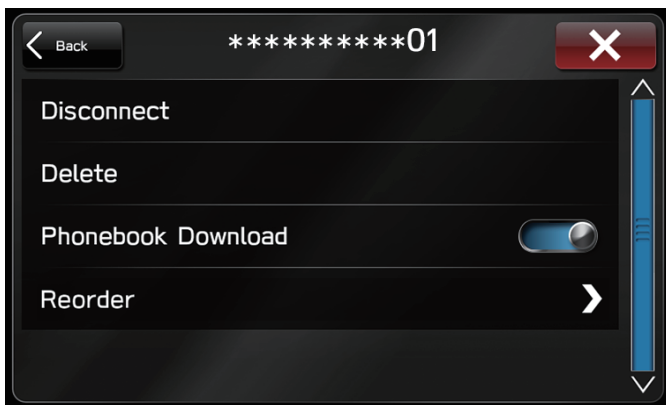 Back
**********01
Disconnect
Delete
Phonebook Download
Reorder